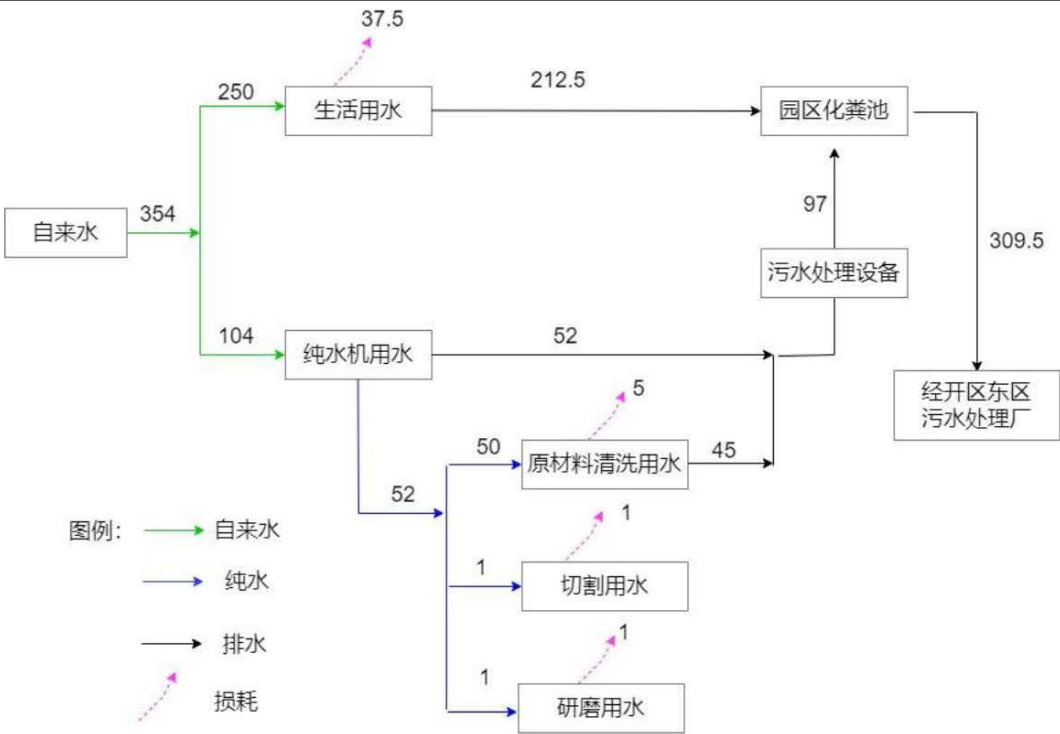 37.5
250
生活用水
212.5
园区化粪池
自来水
354
97
309.5
污水处理设备
104
纯水机用水
52
经开区东区
污水处理厂
5
50
原材料清洗用水
45
52
1
1
切割用水
1
1
研磨用水
图例：
自来水
纯水
排水
损耗